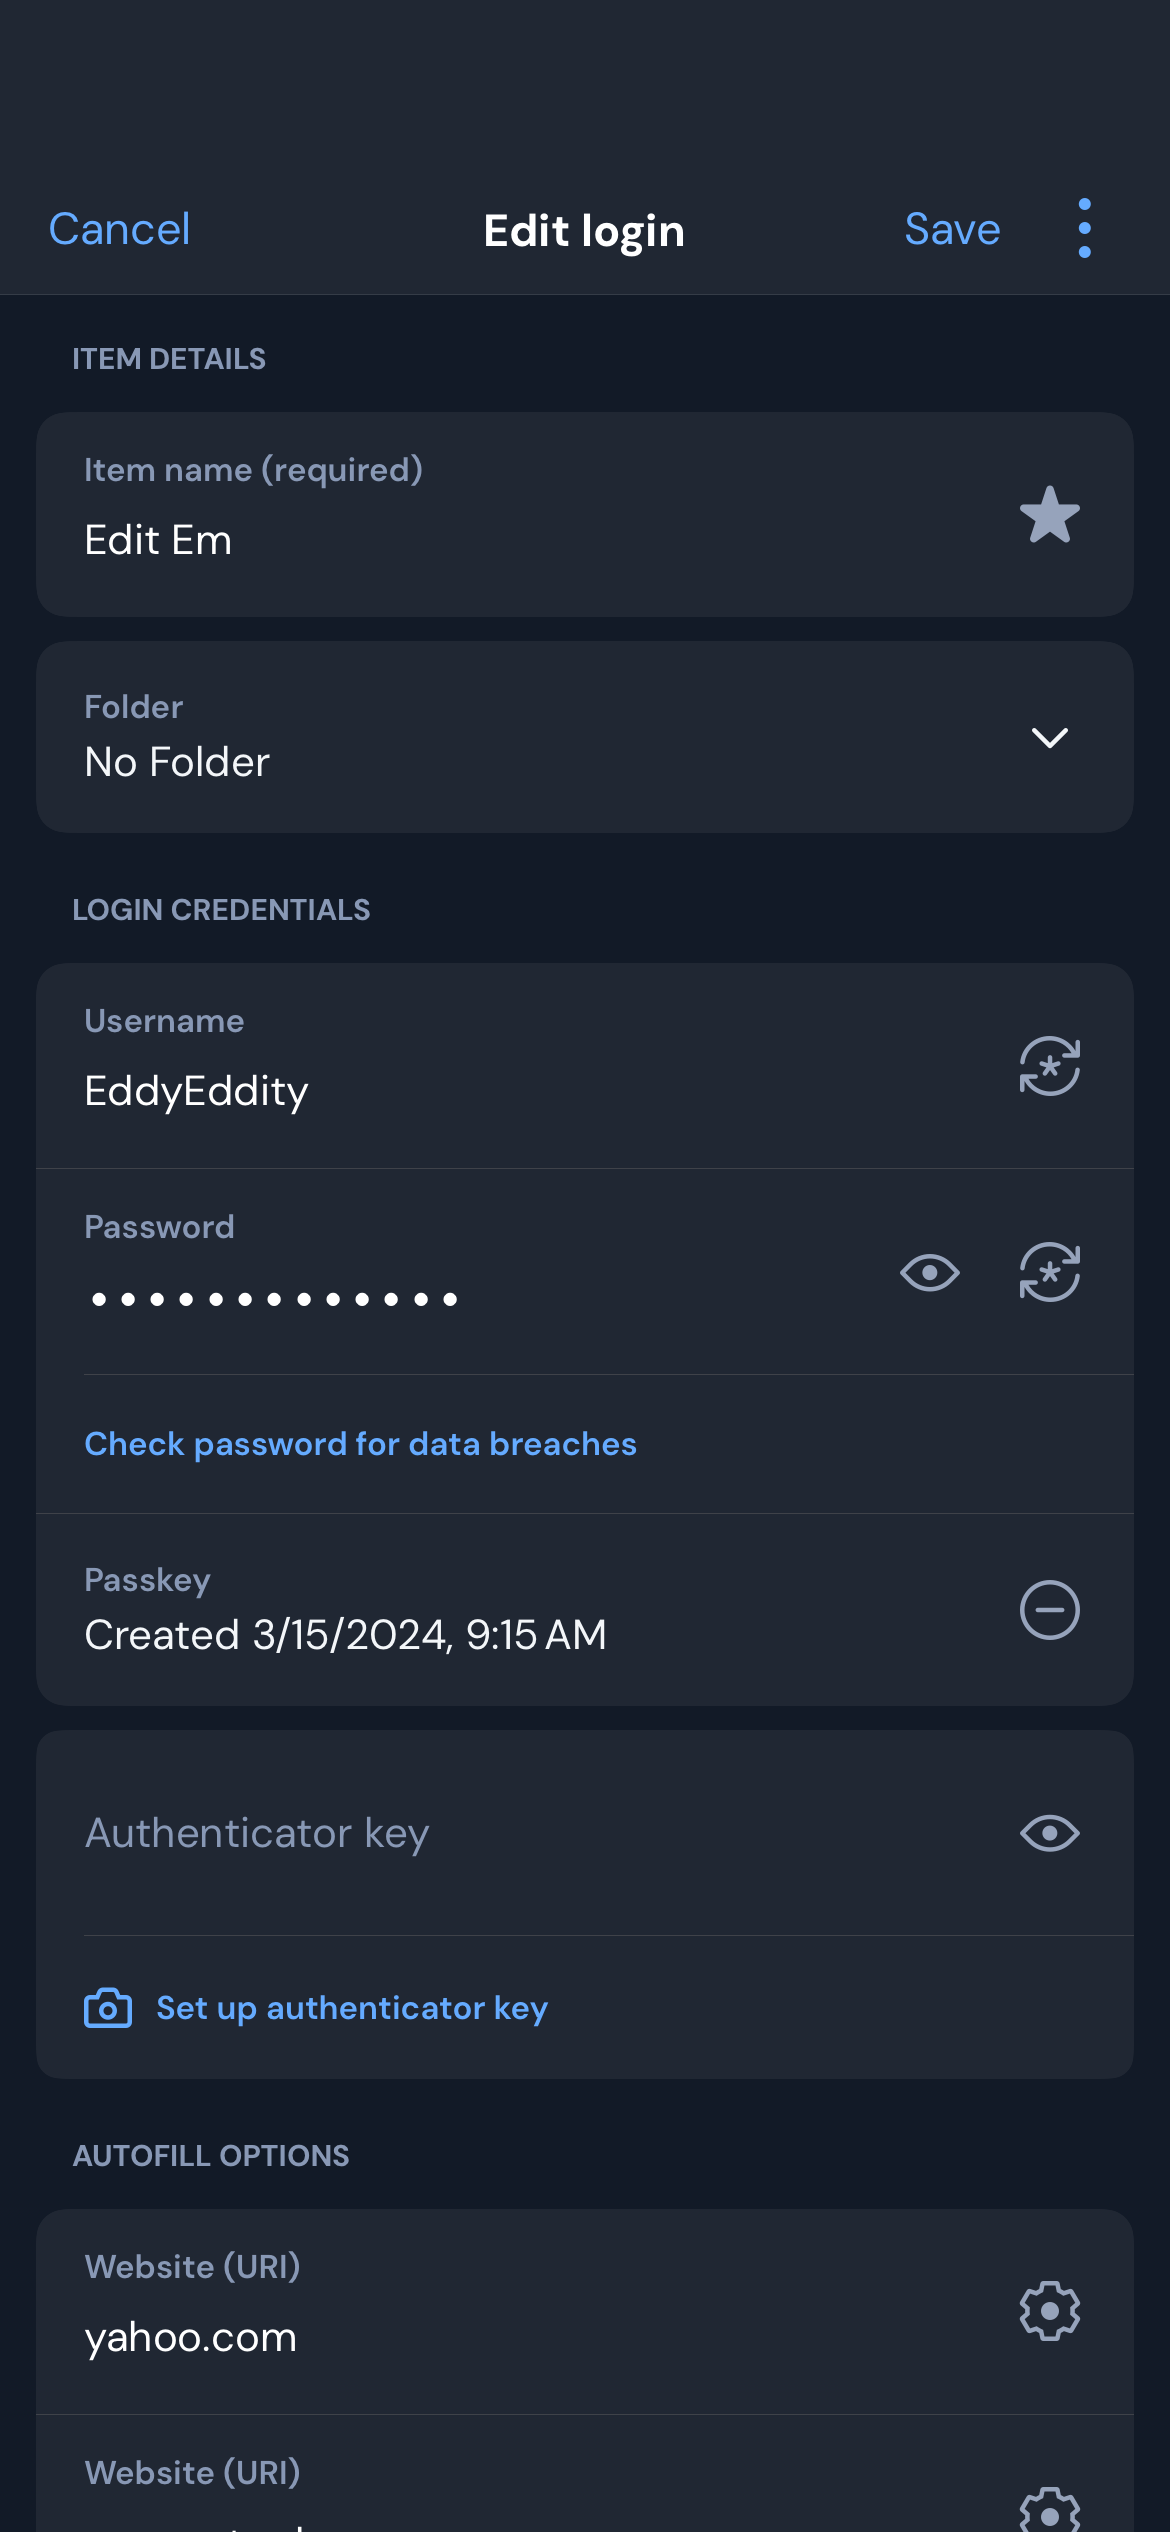 Cancel
Edit login
Save
ITEM DETAILS
Item name (required)
Edit Em
Folder
No Folder
LOGIN CREDENTIALS
Username
EddyEddity
Password
•••••••••••••
Check password for data breaches
Passkey
Created 3/15/2024, 9:15 AM
Authenticator key
Set up authenticator key
AUTOFILL OPTIONS
Website (URI)
yahoo.com
Website (URI)